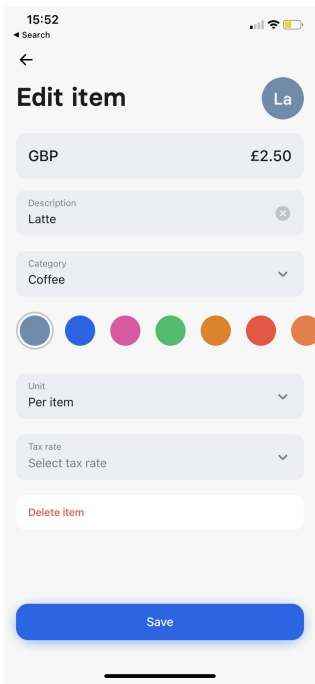 15:52
◄ Search
Edit item
La
GBP £2.50
Description
Latte
Category
Coffee
Unit
Per item
Tax rate
Select tax rate
Delete item
Save